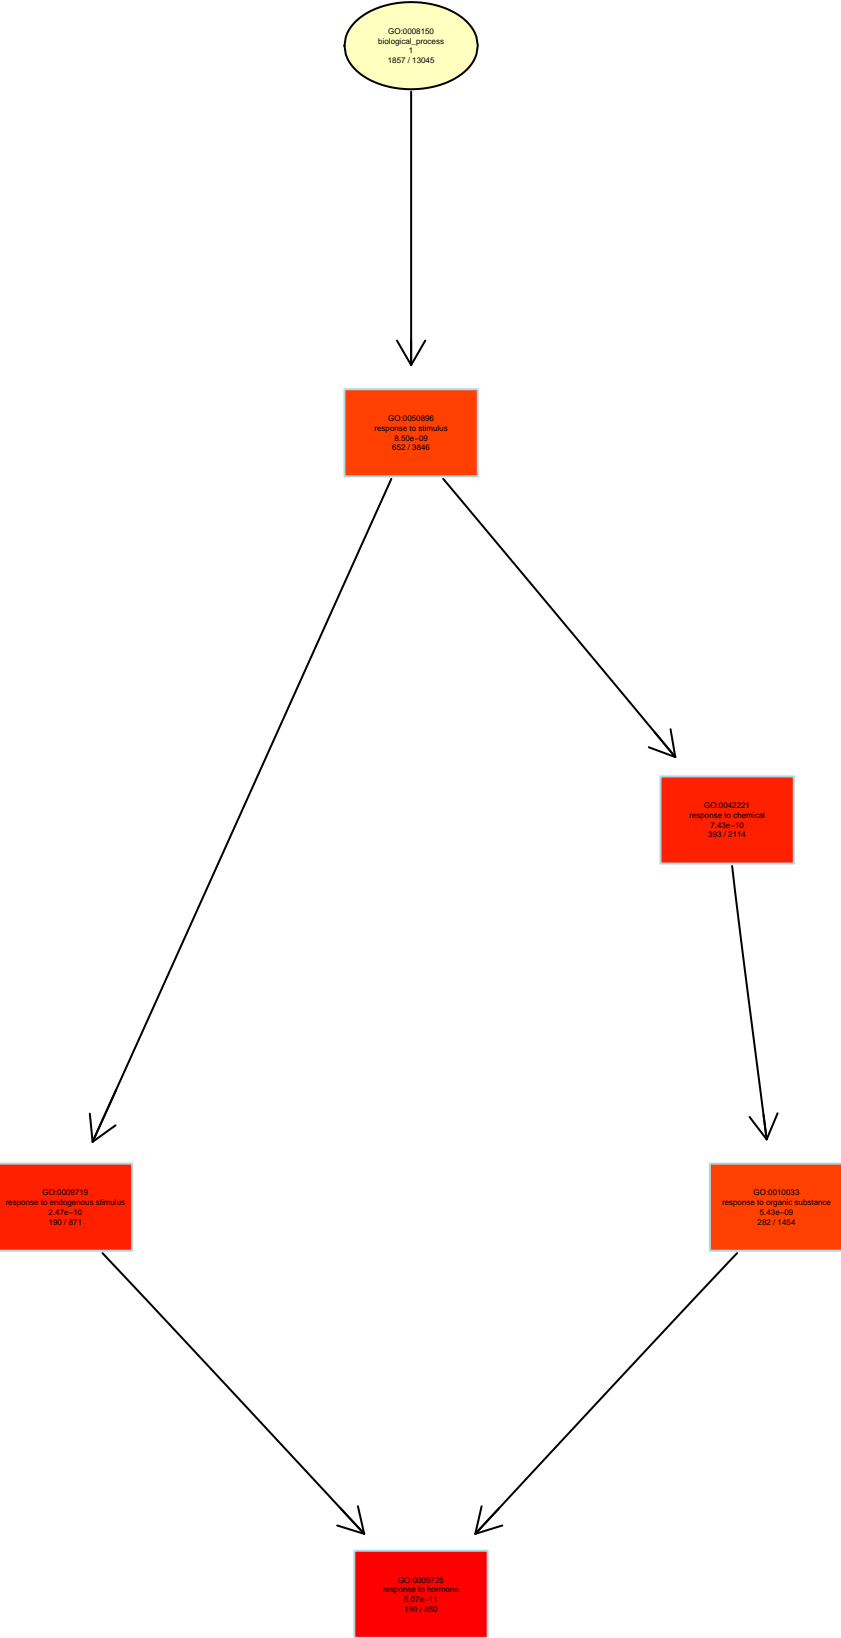 GO:0008150
biological_process
1
1857 / 13045
GO:0050896
response to stimulus
8.50e−09
652 / 3846
GO:0042221
response to chemical
7.43e−10
393 / 2114
GO:0009719
response to endogenous stimulus
2.47e−10
190 / 871
GO:0010033
response to organic substance
5.43e−09
282 / 1454
GO:0009725
response to hormone
5.07e−11
189 / 850